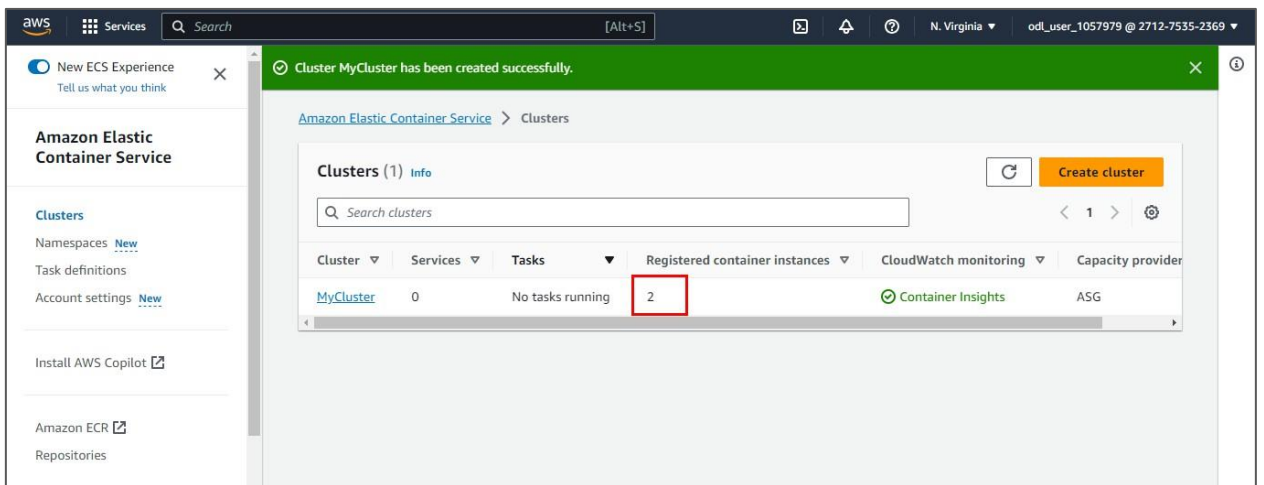 aws Services Search [Alt+S] N. Virginia ▼ odl_user_1057979 @ 2712-7535-2369 ▼
New ECS Experience
Tell us what you think
Cluster MyCluster has been created successfully.
Amazon Elastic Container Service > Clusters
Amazon Elastic
Container Service
Clusters (1) Info
Create cluster
Search clusters
< 1 >
Clusters
Namespaces New
Task definitions
Account settings New
Cluster Services Tasks Registered container instances CloudWatch monitoring Capacity provider
MyCluster 0 No tasks running 2 Container Insights ASG
Install AWS Copilot
Amazon ECR
Repositories